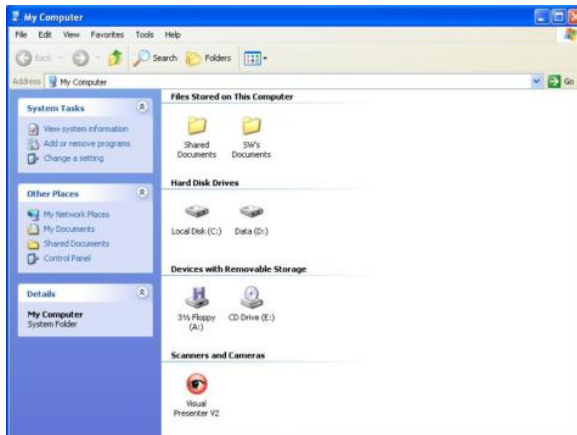 My Computer
File Edit View Favorites Tools Help
Back Search Folders
Address My Computer Go
System Tasks
View system information
Add or remove programs
Change a setting
Other Places
My Network Places
My Documents
Shared Documents
Control Panel
Details
My Computer
System Folder
Files Stored on This Computer
Shared
Documents
SW's
Documents
Hard Disk Drives
Local Disk (C:) Data (D:)
Devices with Removable Storage
3½ Floppy
(A:)
CD Drive (E:)
Scanners and Cameras
Visual
Presenter V2